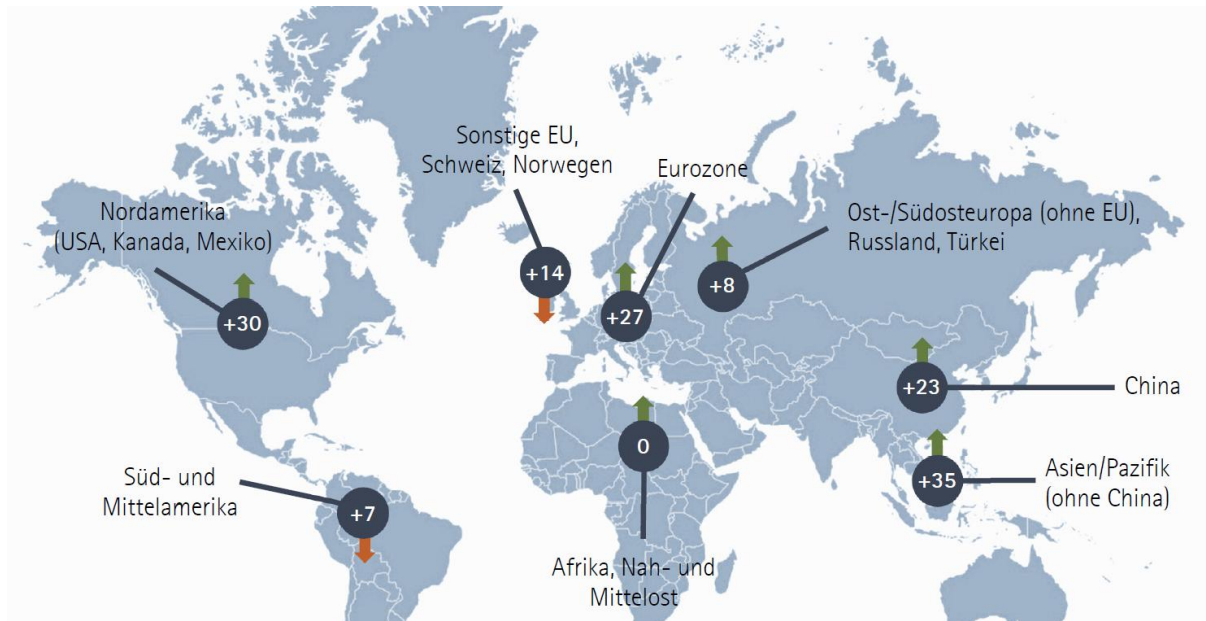 Sonstige EU,
Schweiz, Norwegen
Eurozone
Nordamerika
(USA, Kanada, Mexiko)
Ost-/Südosteuropa (ohne EU),
Russland, Türkei
+14
+8
+27
+30
+23
China
0
+35
Asien/Pazifik
(ohne China)
Süd- und
Mittelamerika
+7
Afrika, Nah- und
Mittelost